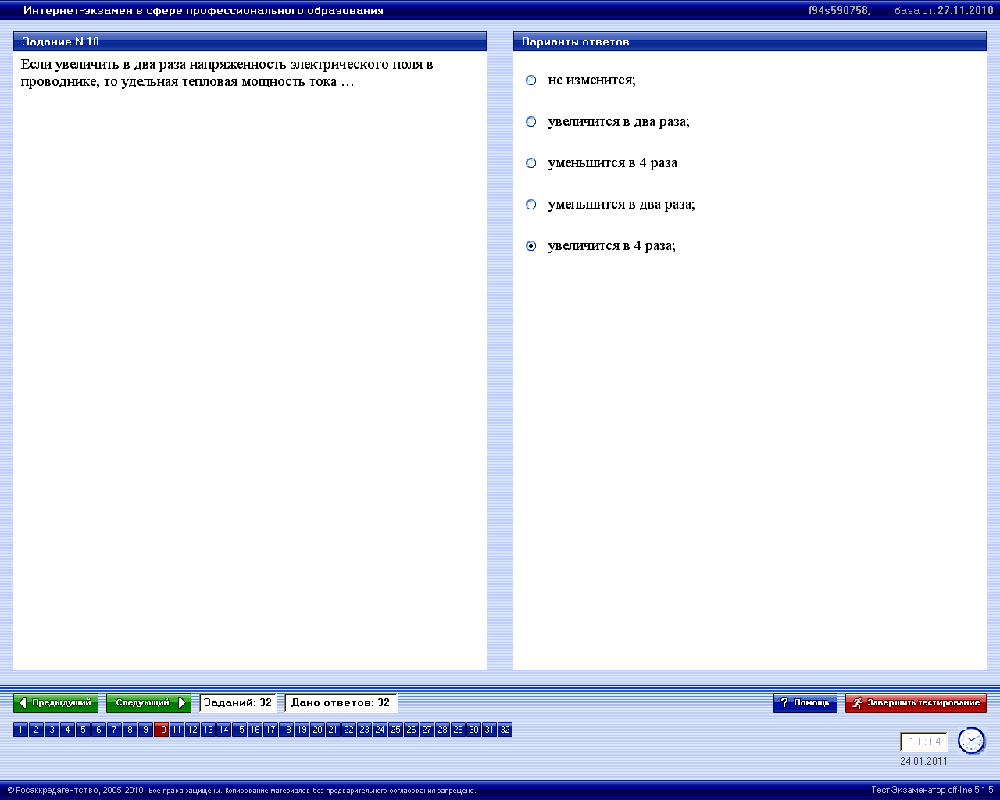 Интернет-экзамен в сфере профессионального образования
f94s590758; база от: 27.11.2010
Задание N 10
Если увеличить в два раза напряженность электрического поля в
проводнике, то удельная тепловая мощность тока …
Варианты ответов
не изменится;
увеличится в два раза;
уменьшится в 4 раза
уменьшится в два раза;
увеличится в 4 раза;
Предыдущий Следующий Заданий: 32 Дано ответов: 32 ? Помощь Завершить тестирование
1 2 3 4 5 6 7 8 9 10 11 12 13 14 15 16 17 18 19 20 21 22 23 24 25 26 27 28 29 30 31 32
18 : 04
24.01.2011
© Росаккредагентство, 2005-2010. Все права защищены. Копирование материалов без предварительного согласования запрещено. Тест-Экзаменатор off-line 5.1.5